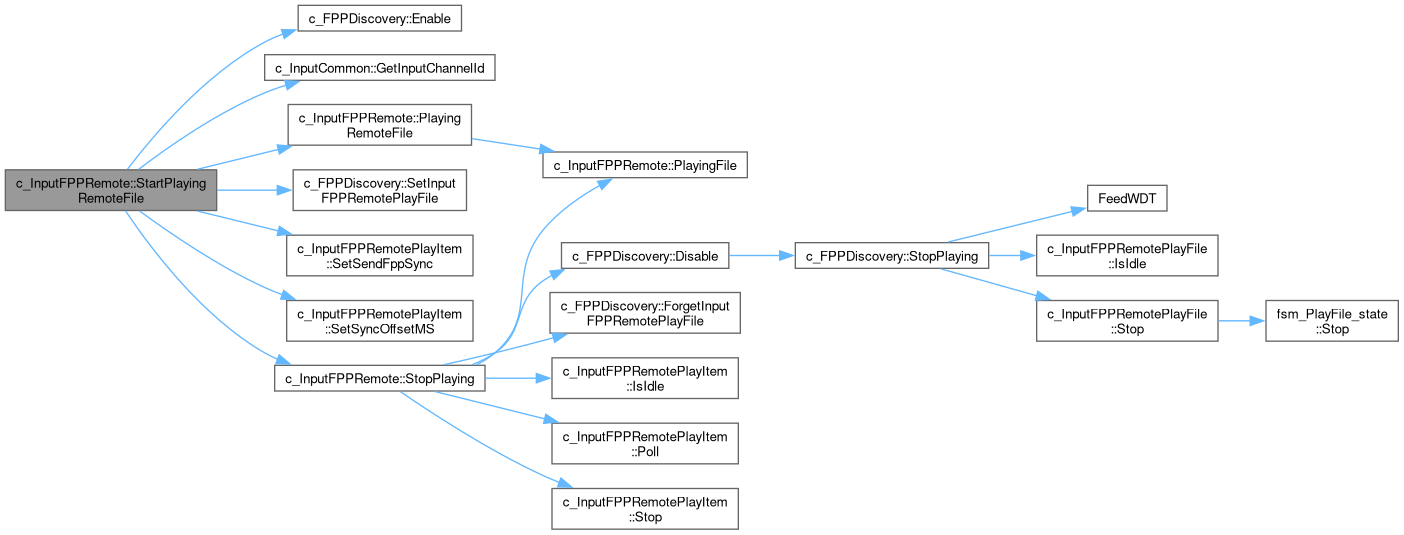 c_InputFPPRemote::StartPlaying
RemoteFile
c_FPPDiscovery::Enable
c_InputCommon::GetInputChannelId
c_InputFPPRemote::Playing
RemoteFile
c_FPPDiscovery::SetInput
FPPRemotePlayFile
c_InputFPPRemotePlayItem
::SetSendFppSync
c_InputFPPRemotePlayItem
::SetSyncOffsetMS
c_InputFPPRemote::StopPlaying
c_InputFPPRemote::PlayingFile
c_FPPDiscovery::Disable
c_FPPDiscovery::ForgetInput
FPPRemotePlayFile
c_InputFPPRemotePlayItem
::IsIdle
c_InputFPPRemotePlayItem
::Poll
c_InputFPPRemotePlayItem
::Stop
c_FPPDiscovery::StopPlaying
FeedWDT
c_InputFPPRemotePlayFile
::IsIdle
c_InputFPPRemotePlayFile
::Stop
fsm_PlayFile_state
::Stop